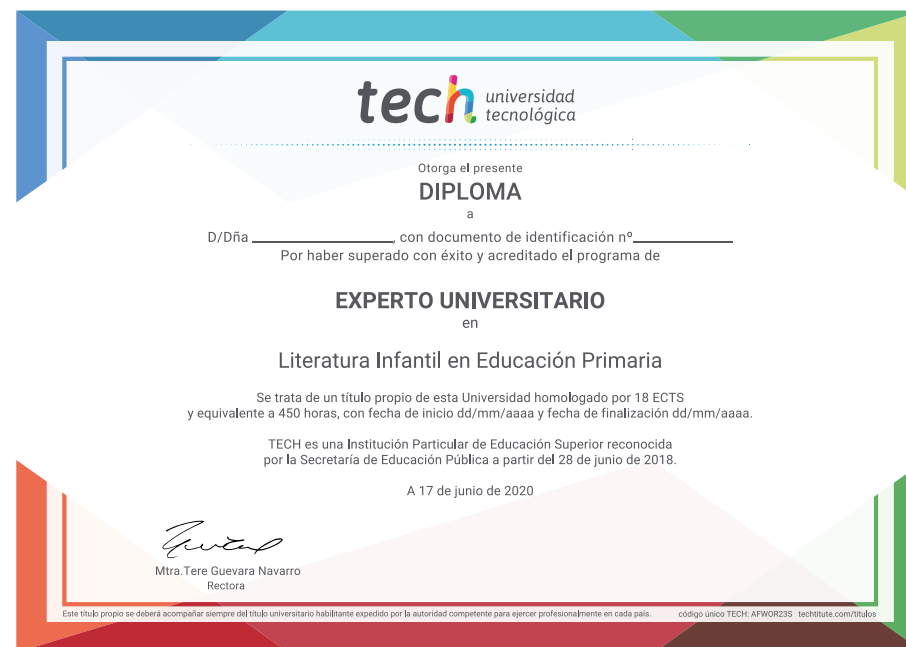 tech universidad
tecnológica
Otorga el presente
DIPLOMA
a
D/Dña ____________________, con documento de identificación nº______________
Por haber superado con éxito y acreditado el programa de
EXPERTO UNIVERSITARIO
en
Literatura Infantil en Educación Primaria
Se trata de un título propio de esta Universidad homologado por 18 ECTS
y equivalente a 450 horas, con fecha de inicio dd/mm/aaaa y fecha de finalización dd/mm/aaaa.
TECH es una Institución Particular de Educación Superior reconocida
por la Secretaría de Educación Pública a partir del 28 de junio de 2018.
A 17 de junio de 2020
Mtra.Tere Guevara Navarro
Rectora
Este título propio se deberá acompañar siempre del título universitario habilitante expedido por la autoridad competente para ejercer profesionalmente en cada país. código único TECH: AFWOR23S techtitute.com/titulos